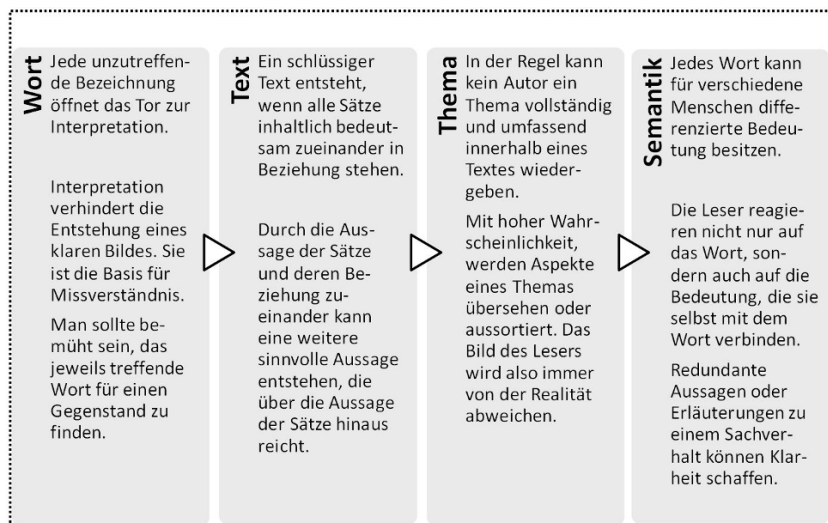 Wort
Jede unzutreffen-
de Bezeichnung
öffnet das Tor zur
Interpretation.
Interpretation
verhindert die
Entstehung eines
klaren Bildes. Sie
ist die Basis für
Missverständnis.
Man sollte be-
müht sein, das
jeweils treffende
Wort für einen
Gegenstand zu
finden.
Text
Ein schlüssiger
Text entsteht,
wenn alle Sätze
inhaltlich bedeut-
sam zueinander in
Beziehung stehen.
Durch die Aus-
sage der Sätze
und deren Be-
ziehung zu-
einander kann
eine weitere
sinnvolle Aussage
entstehen, die
über die Aussage
der Sätze hinaus
reicht.
Thema
In der Regel kann
kein Autor ein
Thema vollständig
und umfassend
innerhalb eines
Textes wieder-
geben.
Mit hoher Wahr-
scheinlichkeit,
werden Aspekte
eines Themas
übersehen oder
aussortiert. Das
Bild des Lesers
wird also immer
von der Realität
abweichen.
Semantik
Jedes Wort kann
für verschiedene
Menschen diffe-
renzierte Bedeu-
tung besitzen.
Die Leser reagie-
ren nicht nur auf
das Wort, son-
dern auch auf die
Bedeutung, die sie
selbst mit dem
Wort verbinden.
Redundante
Aussagen oder
Erläuterungen zu
einem Sachver-
halt können Klar-
heit schaffen.